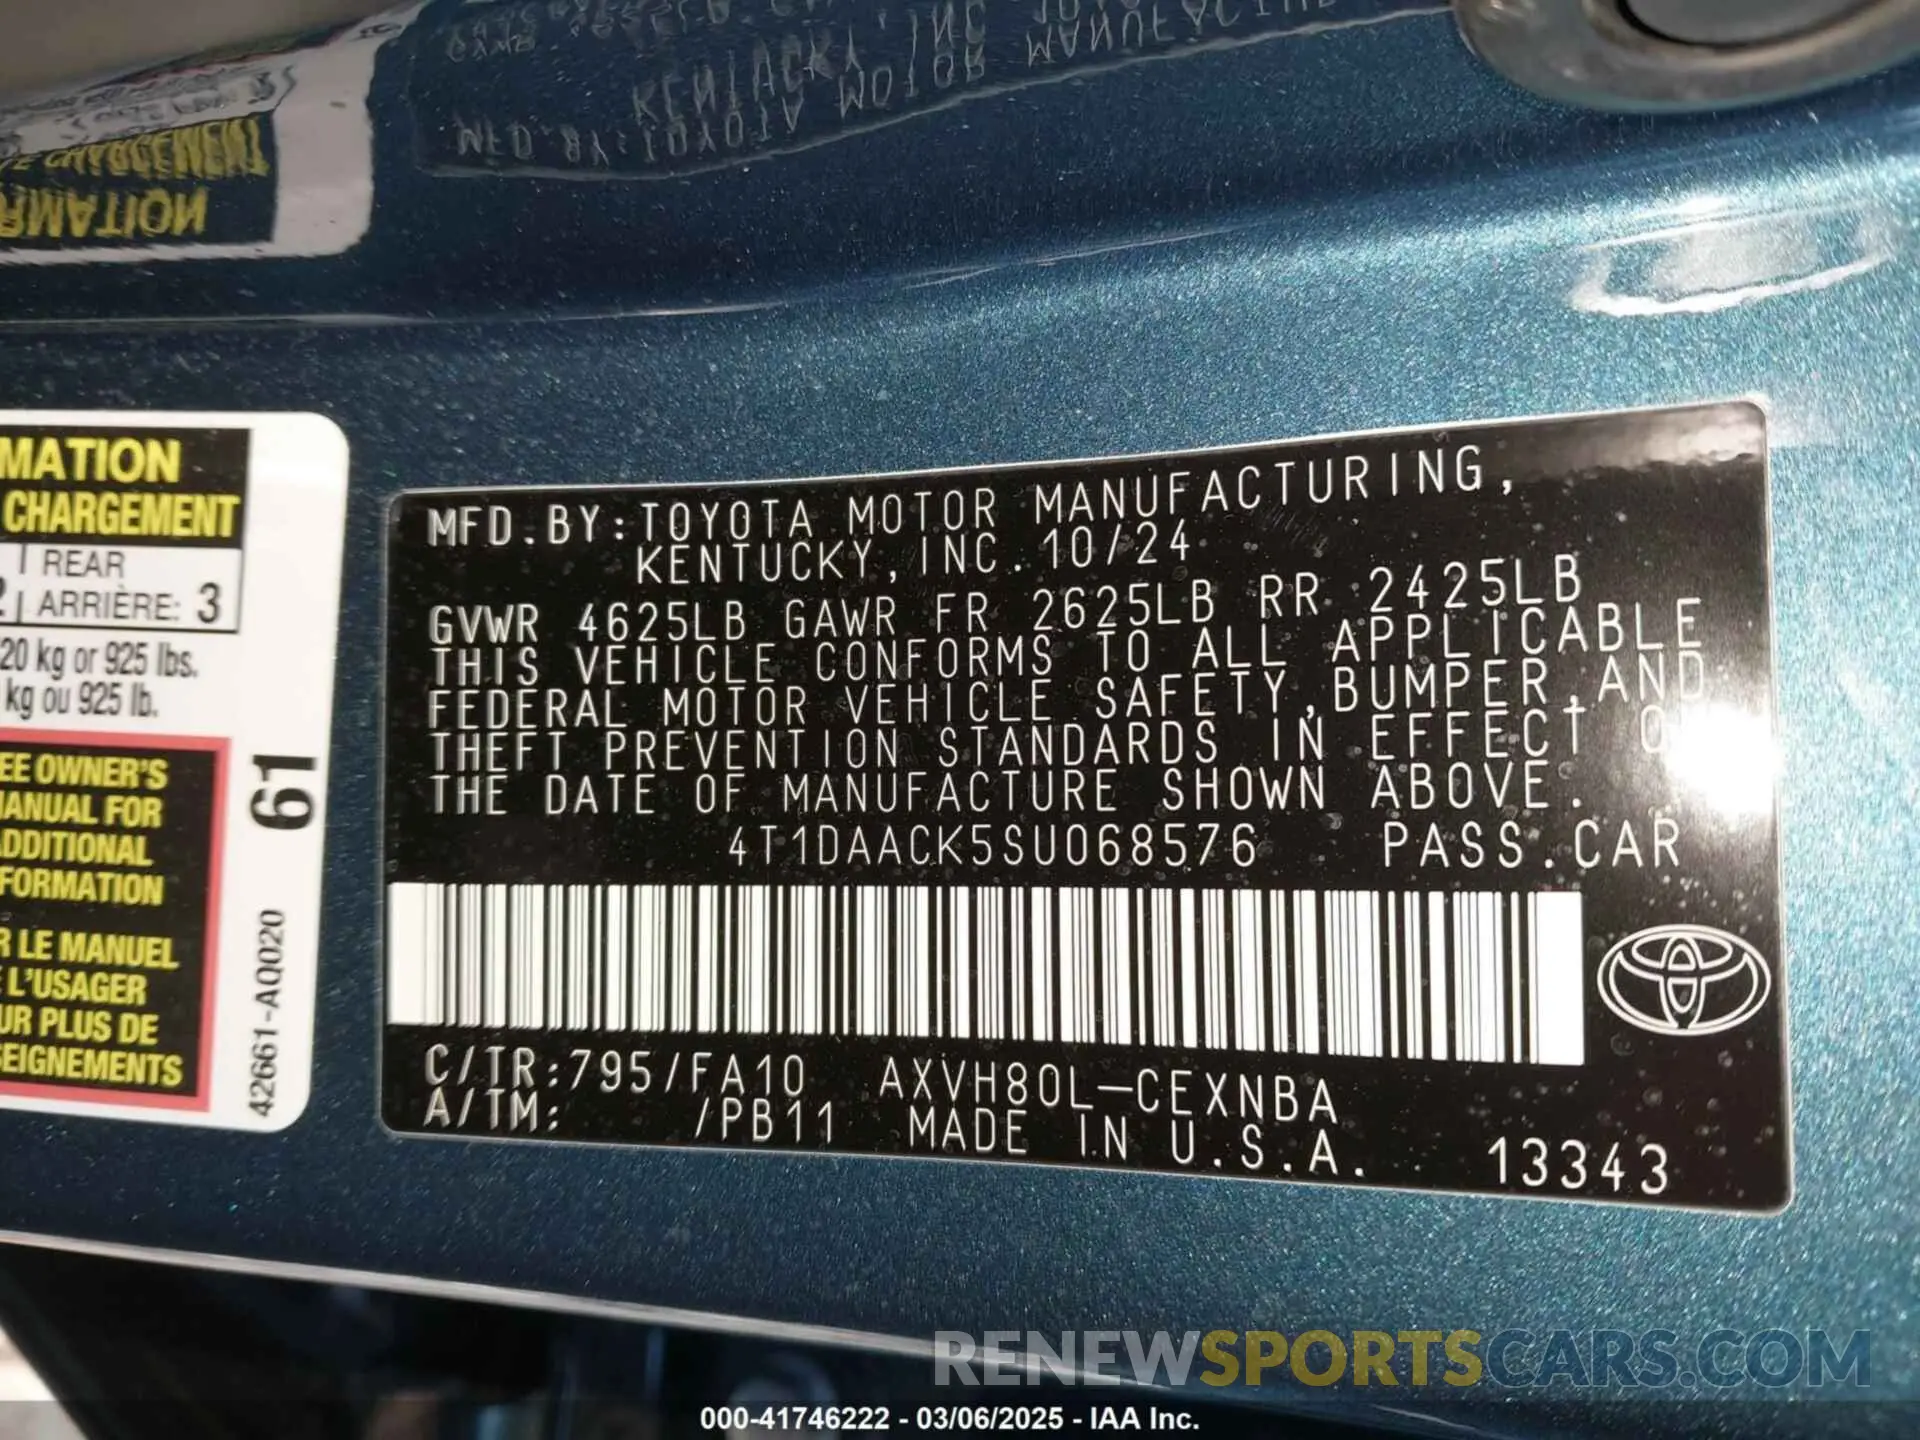 MATION
CHARGEMENT
REAR
ARRIÈRE: 3
20 kg or 925 lbs.
kg ou 925 lb.
EE OWNER'S
ANUAL FOR
DDITIONAL
FORMATION
R LE MANUEL
L'USAGER
UR PLUS DE
SEIGNEMENTS
61
42661-AQ020
MFD.BY:TOYOTA MOTOR MANUFACTURING,
KENTUCKY,INC. 10/24
GVWR 4625LB GAWR FR 2625LB RR 2425LB
THIS VEHICLE CONFORMS TO ALL APPLICABLE
FEDERAL MOTOR VEHICLE SAFETY,BUMPER,AND
THEFT PREVENTION STANDARDS IN EFFECT
THE DATE OF MANUFACTURE SHOWN ABOVE.
4T1DAACK5SU068576 PASS.CAR
C/TR:795/FA10 AXVH80L-CEXNBA
A/TM: /PB11 MADE IN U.S.A. 13343
RENEWSPORTSCARS.COM
000-41746222 - 03/06/2025 - IAA Inc.